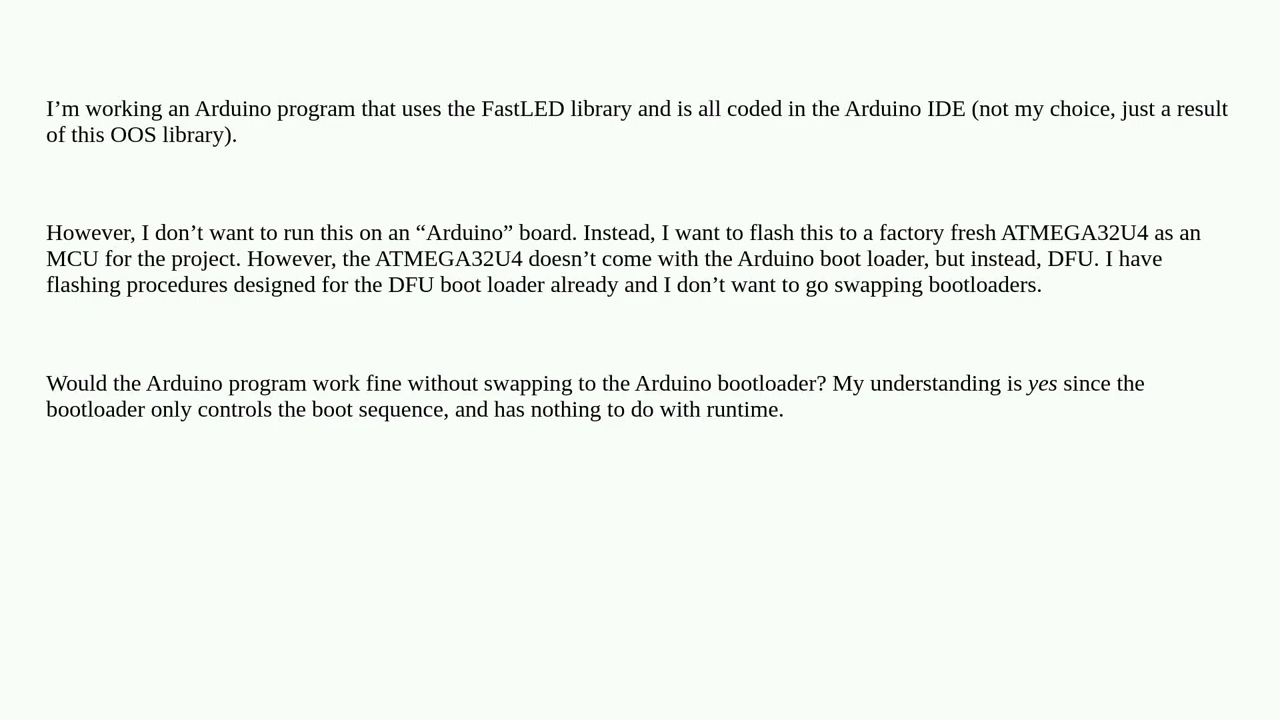 I’m working an Arduino program that uses the FastLED library and is all coded in the Arduino IDE (not my choice, just a result
of this OOS library).
However, I don’t want to run this on an “Arduino” board. Instead, I want to flash this to a factory fresh ATMEGA32U4 as an
MCU for the project. However, the ATMEGA32U4 doesn’t come with the Arduino boot loader, but instead, DFU. I have
flashing procedures designed for the DFU boot loader already and I don’t want to go swapping bootloaders.
Would the Arduino program work fine without swapping to the Arduino bootloader? My understanding is yes since the
bootloader only controls the boot sequence, and has nothing to do with runtime.